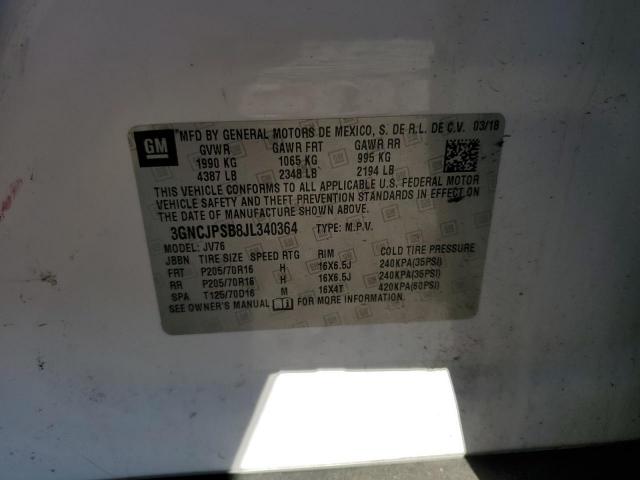 GM
MFD BY GENERAL MOTORS DE MEXICO, S. DE R.L. DE C.V. 03/18
GVWR GAWR FRT GAWR RR
1990 KG 1065 KG 995 KG
4387 LB 2348 LB 2194 LB
THIS VEHICLE CONFORMS TO ALL APPLICABLE U.S. FEDERAL MOTOR
VEHICLE SAFETY AND THEFT PREVENTION STANDARDS IN EFFECT ON
DATE OF MANUFACTURE SHOWN ABOVE.
3GNCJPSB8JL340364 TYPE: M.P.V.
MODEL: JV76
JBBN TIRE SIZE SPEED RTG RIM COLD TIRE PRESSURE
FRT P205/70R16 H 16X6.5J 240KPA(35PSI)
RR P205/70R16 H 16X6.5J 240KPA(35PSI)
SPA T125/70D16 M 16X4T 420KPA(60PSI)
SEE OWNER'S MANUAL FOR MORE INFORMATION.